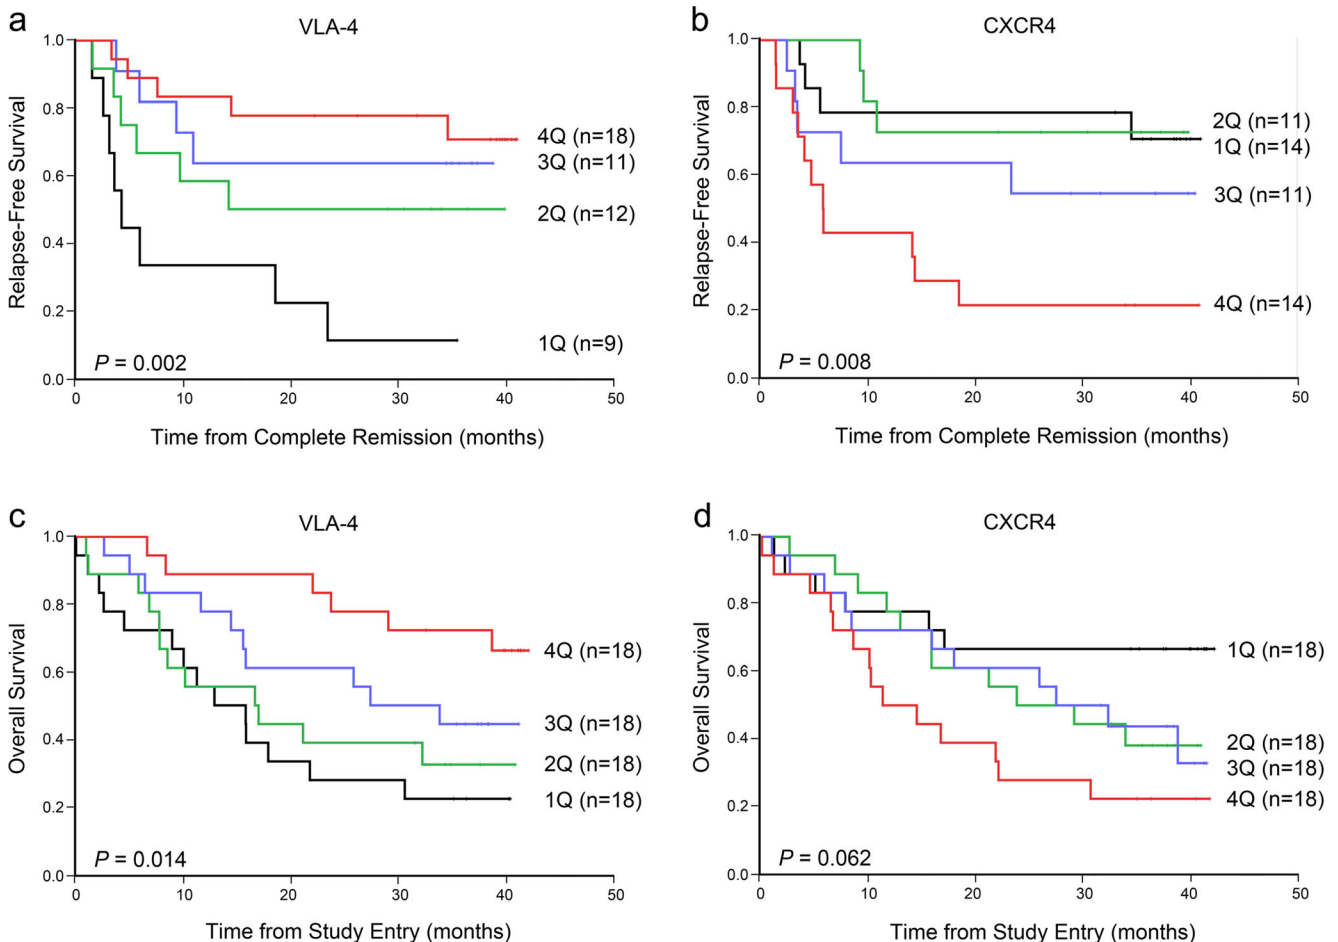 a
VLA-4
Relapse-Free Survival
1.0
0.8
0.6
0.4
0.2
0.0
4Q (n=18)
3Q (n=11)
2Q (n=12)
1Q (n=9)
P = 0.002
0 10 20 30 40 50
Time from Complete Remission (months)
b
CXCR4
Relapse-Free Survival
1.0
0.8
0.6
0.4
0.2
0.0
2Q (n=11)
1Q (n=14)
3Q (n=11)
4Q (n=14)
P = 0.008
0 10 20 30 40 50
Time from Complete Remission (months)
c
VLA-4
Overall Survival
1.0
0.8
0.6
0.4
0.2
0.0
4Q (n=18)
3Q (n=18)
2Q (n=18)
1Q (n=18)
P = 0.014
0 10 20 30 40 50
Time from Study Entry (months)
d
CXCR4
Overall Survival
1.0
0.8
0.6
0.4
0.2
0.0
1Q (n=18)
2Q (n=18)
3Q (n=18)
4Q (n=18)
P = 0.062
0 10 20 30 40 50
Time from Study Entry (months)